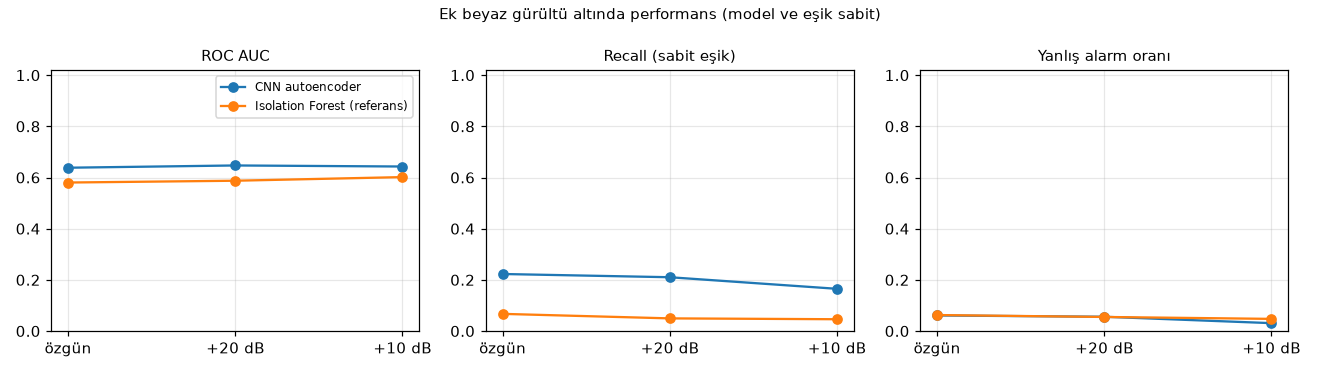 Ek beyaz gürültü altında performans (model ve eşik sabit)
ROC AUC
1.0
0.8
0.6
0.4
0.2
0.0
özgün
+20 dB
+10 dB
CNN autoencoder
Isolation Forest (referans)
Recall (sabit eşik)
1.0
0.8
0.6
0.4
0.2
0.0
özgün
+20 dB
+10 dB
Yanlış alarm oranı
1.0
0.8
0.6
0.4
0.2
0.0
özgün
+20 dB
+10 dB